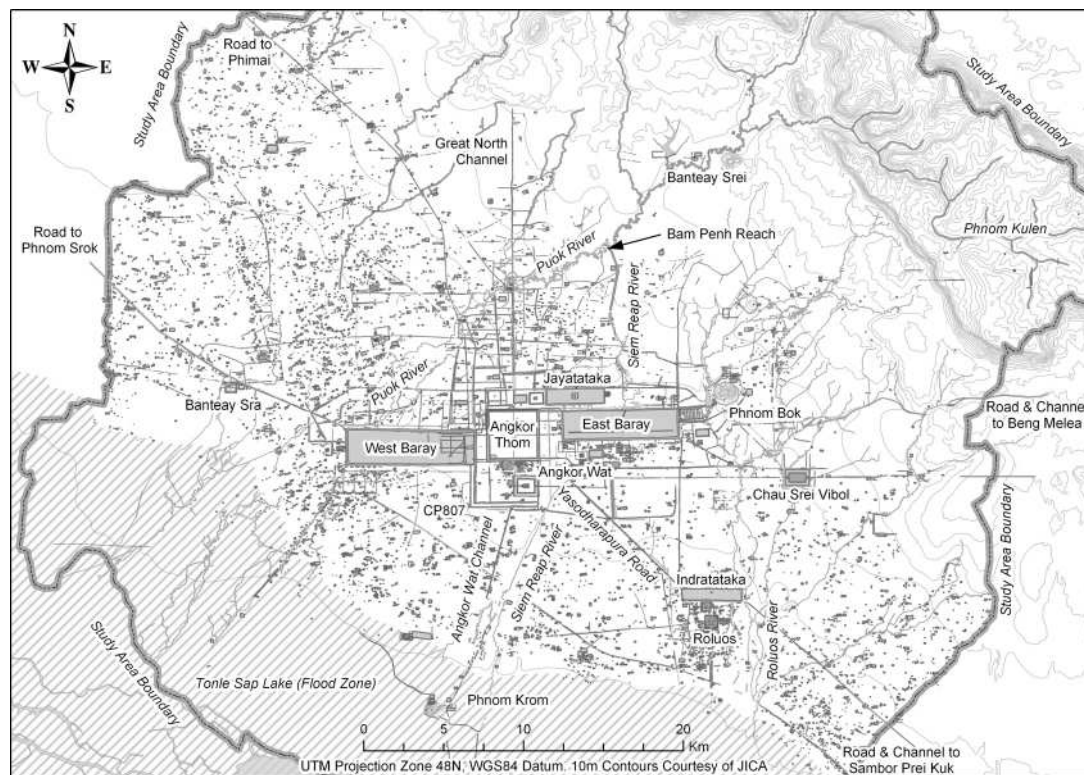 N
W E
S
Road to
Phimai
Study Area Boundary
Study Area Boundary
Great North
Channel
Banteay Srei
Road to
Phnom Srok
Puok River
Bam Penh Reach
Phnom Kulen
Siem Reap River
Puok River
Jayatataka
Banteay Sra
Phnom Bok
Road & Channel
to Beng Melea
East Baray
Angkor
Thom
West Baray
Angkor Wat
Chau Srei Vibol
CP807
Angkor Wat Channel
Siem Reap River
Yasodharapura Road
Indratataka
Roluos
Roluos River
Study Area Boundary
Study Area Boundary
Tonle Sap Lake (Flood Zone)
Phnom Krom
0 5 10 20
Km
Road & Channel to
Sambor Prei Kuk
UTM Projection Zone 48N, WGS84 Datum. 10m Contours Courtesy of JICA